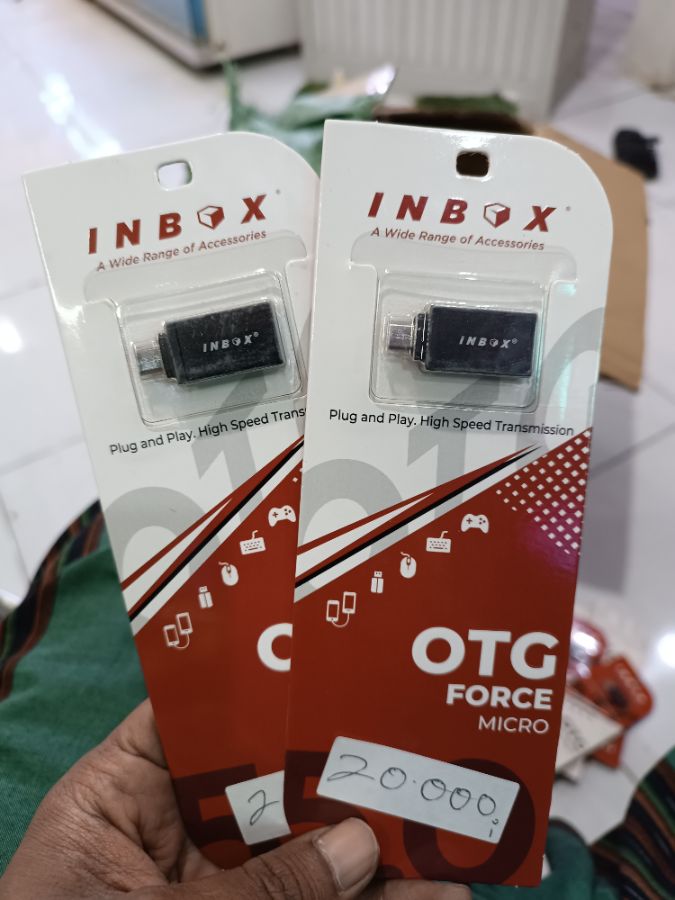 INBOX®
A Wide Range of Accessories
INBOX®
Plug and Play. High Speed
INBOX®
A Wide Range of Accessories
INBOX®
Plug and Play. High Speed Transmission
OTG
FORCE
MICRO
20.000,